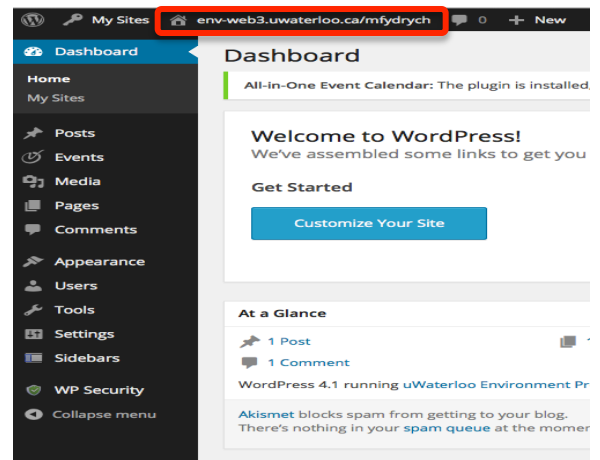 My Sites env-web3.uwaterloo.ca/mfydrych 0 New
Dashboard
Home
My Sites
Posts
Events
Media
Pages
Comments
Appearance
Users
Tools
Settings
Sidebars
WP Security
Collapse menu
Dashboard
All-in-One Event Calendar: The plugin is installed,
Welcome to WordPress!
We've assembled some links to get you
Get Started
Customize Your Site
At a Glance
1 Post
1 Comment
WordPress 4.1 running uWaterloo Environment Pr
Akismet blocks spam from getting to your blog.
There's nothing in your spam queue at the momen